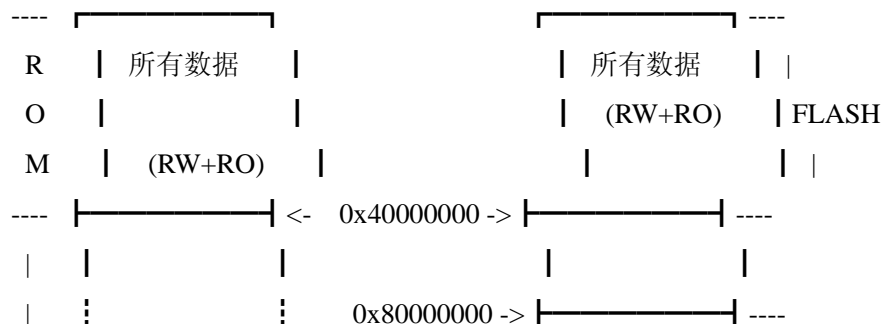 ---- ┏━━━━━━━━┓ ┏━━━━━━━━┓ ----
R ┃ 所有数据 ┃ ┃ 所有数据 ┃ |
O ┃ ┃ ┃ (RW+RO) ┃ FLASH
M ┃ (RW+RO) ┃ ┃ ┃ |
---- ┣━━━━━━━━┫ <- 0x40000000 -> ┣━━━━━━━━┫ ----
| ┃ ┃ ┃ ┃
| ┇ ┇ 0x80000000 -> ┣━━━━━━━━┫ ----